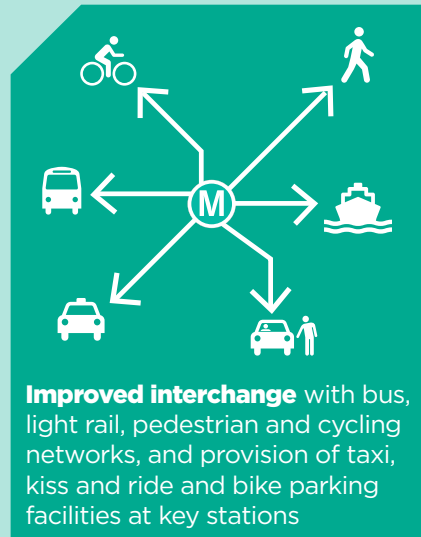 M
Improved interchange with bus,
light rail, pedestrian and cycling
networks, and provision of taxi,
kiss and ride and bike parking
facilities at key stations